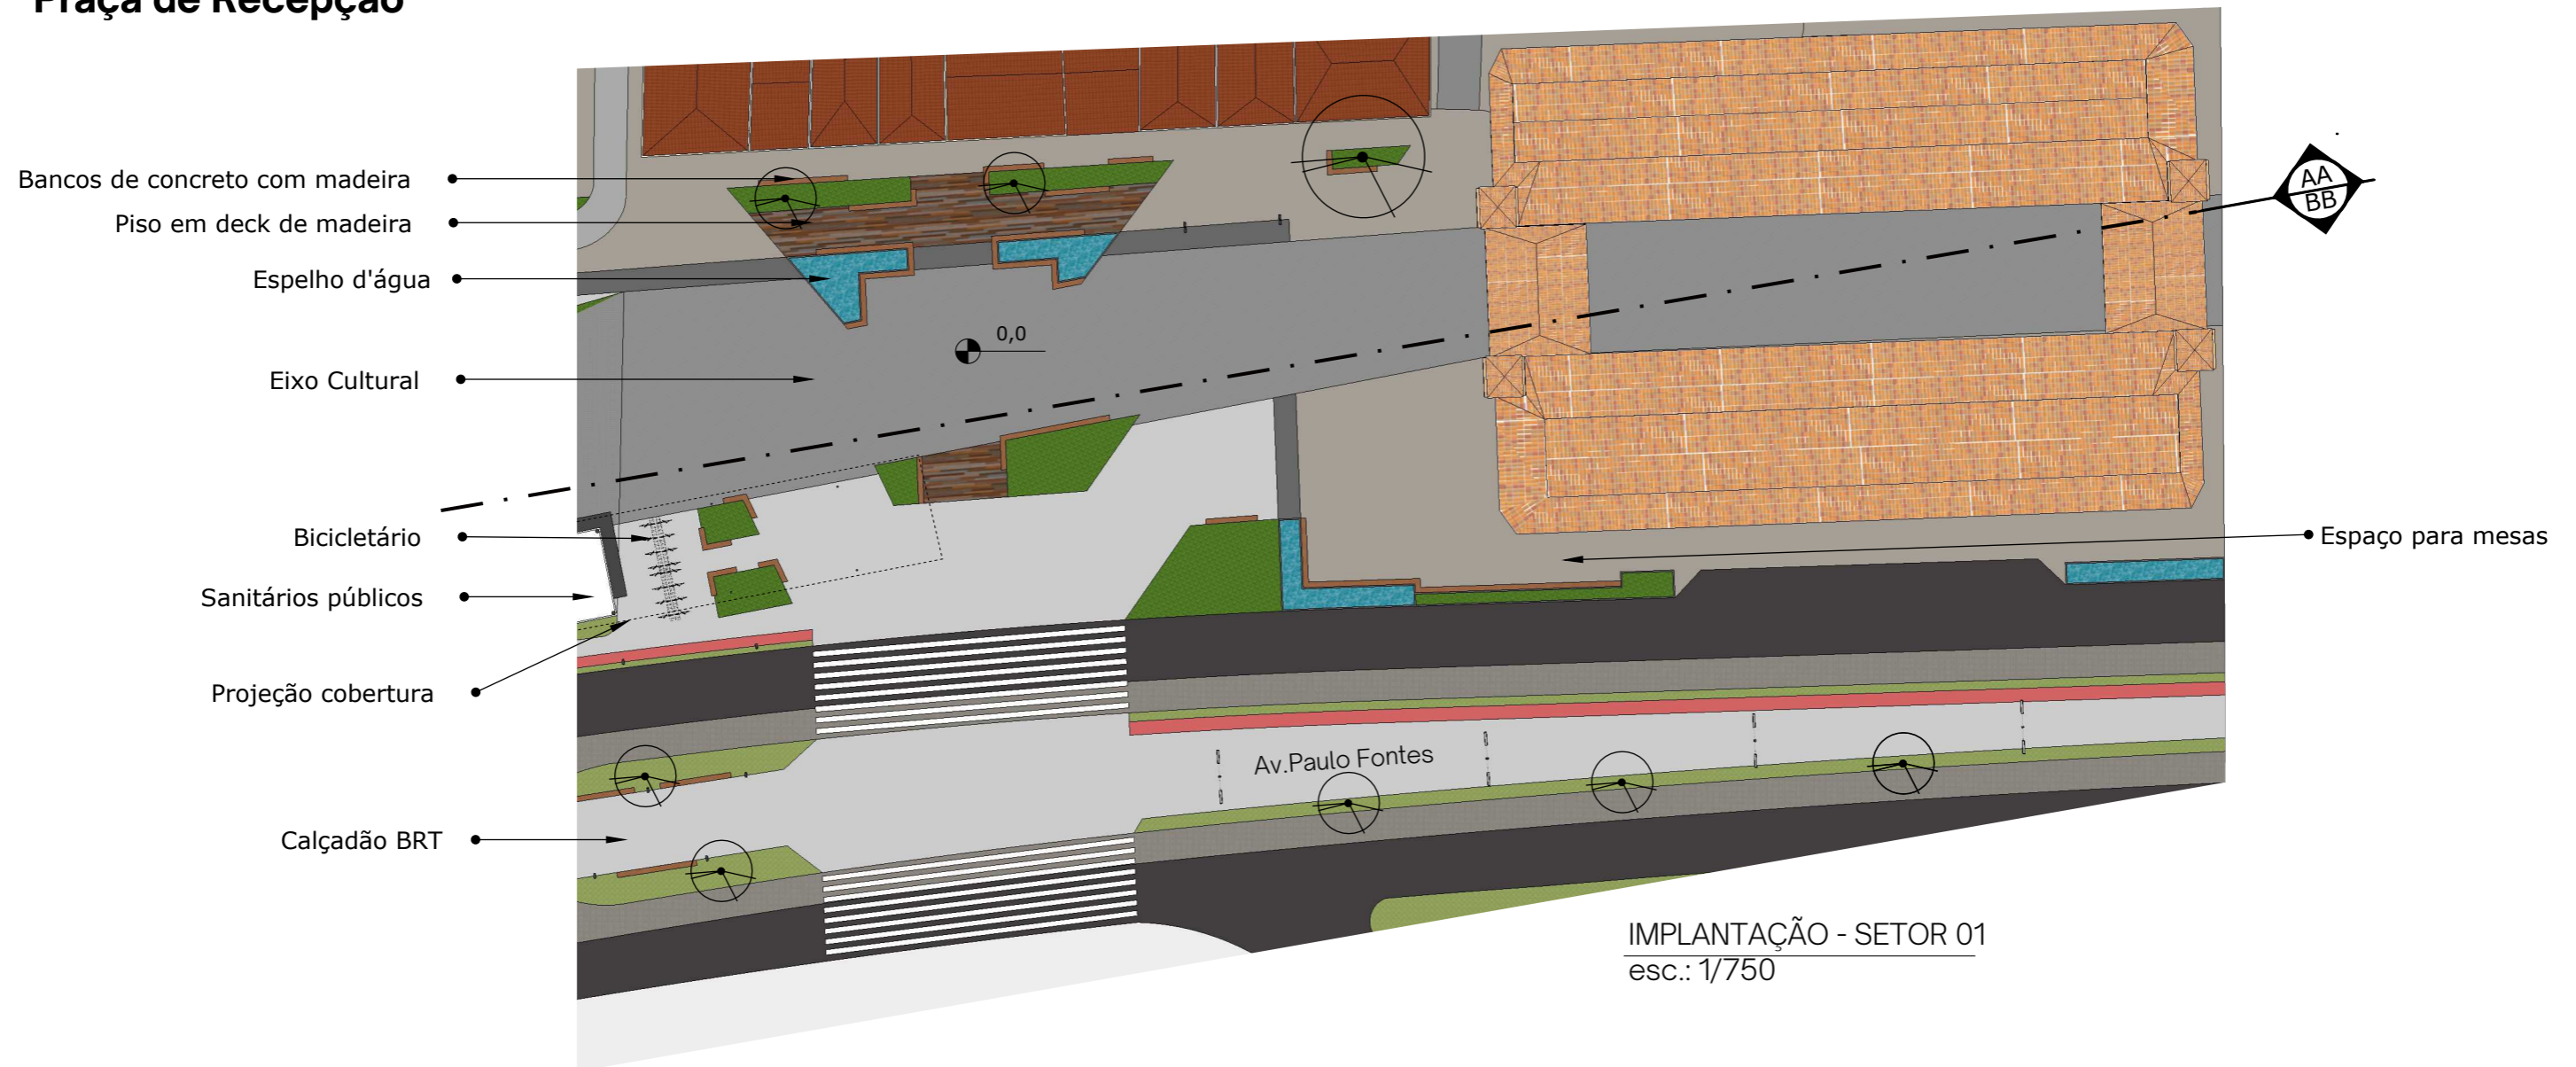 Praça de Recepção
Bancos de concreto com madeira
Piso em deck de madeira
Espelho d'água
Eixo Cultural
Bicicletário
Sanitários públicos
Projeção cobertura
Calçadão BRT
0,0
AA
BB
Espaço para mesas
Av.Paulo Fontes
IMPLANTAÇÃO - SETOR 01
esc.: 1/750